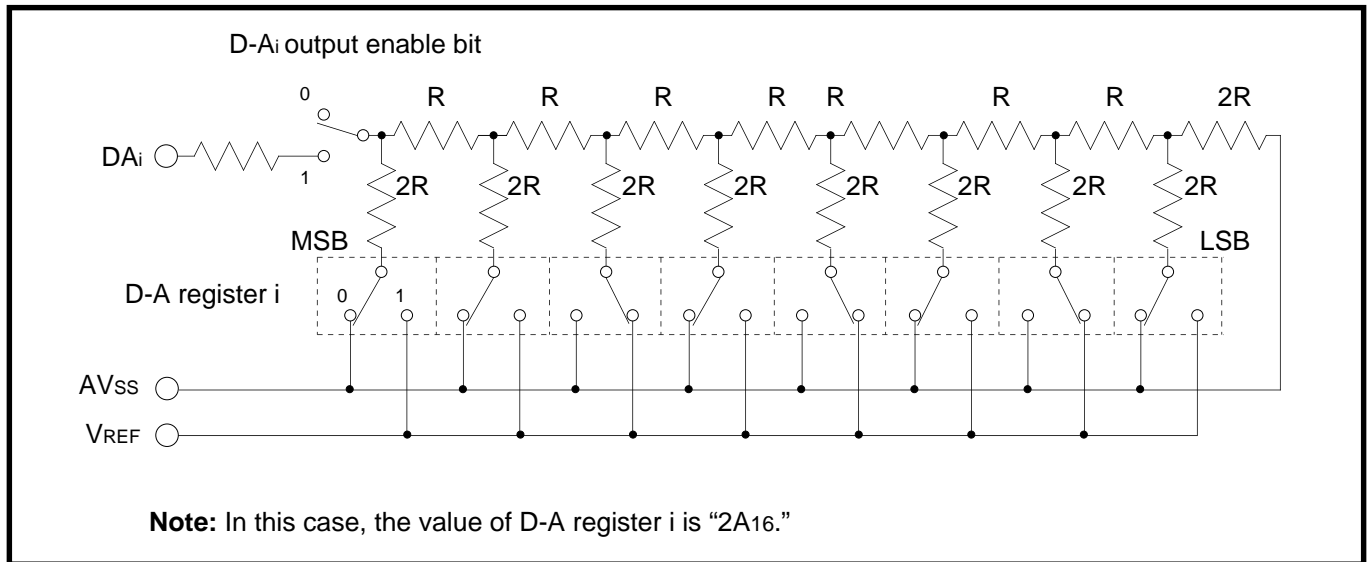 D-Ai output enable bit
0
R R R R R R R 2R
DAi
1
2R 2R 2R 2R 2R 2R 2R 2R
MSB
LSB
D-A register i
0 1
AVSS
VREF
Note: In this case, the value of D-A register i is “2A16.”